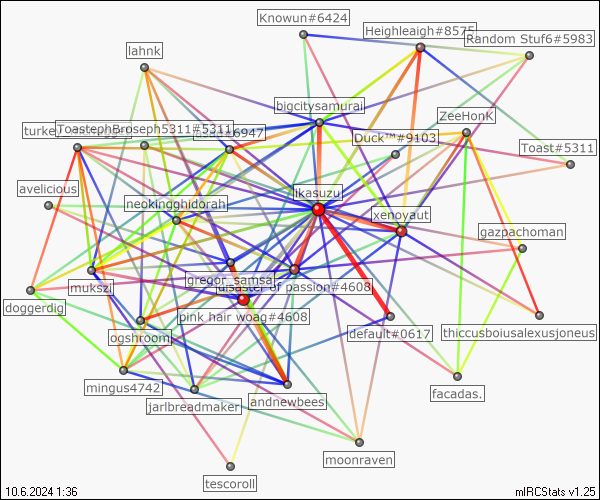 Knowun#6424
Heighleaigh#8575
Random Stuf6#5983
lahnk
bigcitysamurai
ZeeHonk
ToastephBroseph5311#5311
#6947
Duck™#9103
Toast#5311
avelicious
ikasuzu
neokingghidorah
xenoyaut
gazpachoman
mukszi
gregor_samsa
disaster of passion#4608
doggerdig
pink hair woag#4608
ogshroom
default#0617
thiccusboiusalexusjoneus
mingus4742
jarlbreadmaker
andnewbees
facadas.
moonraven
tescoroll
10.6.2024 1:36
mIRCStats v1.25